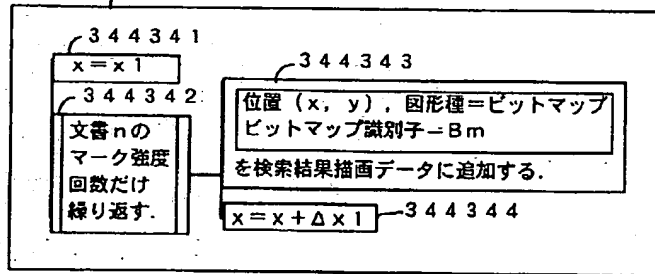 344341
x=x1
344342
文書nの
マーク強度
回数だけ
繰り返す.
344343
位置(x,y),図形種=ビットマップ
ビットマップ識別子=Bm
を検索結果描画データに追加する.
x=x+Δx1
344344